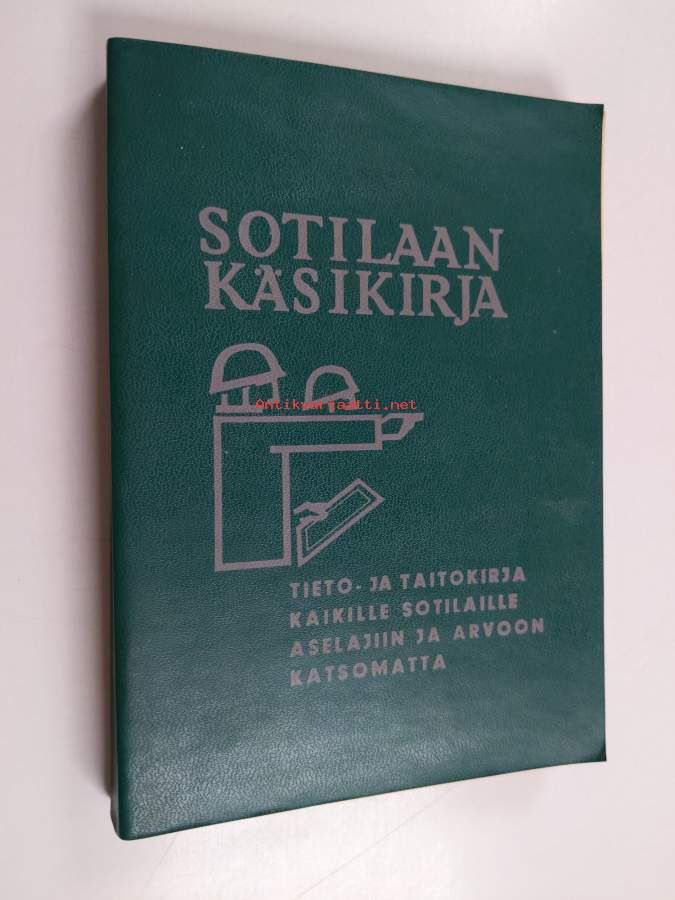 SOTILAAN
KÄSIKIRJA
Antikvariaatti.net
TIETO- JA TAITOKIRJA
KAIKILLE SOTILAILLE
ASELAJIIN JA ARVOON
KATSOMATTA